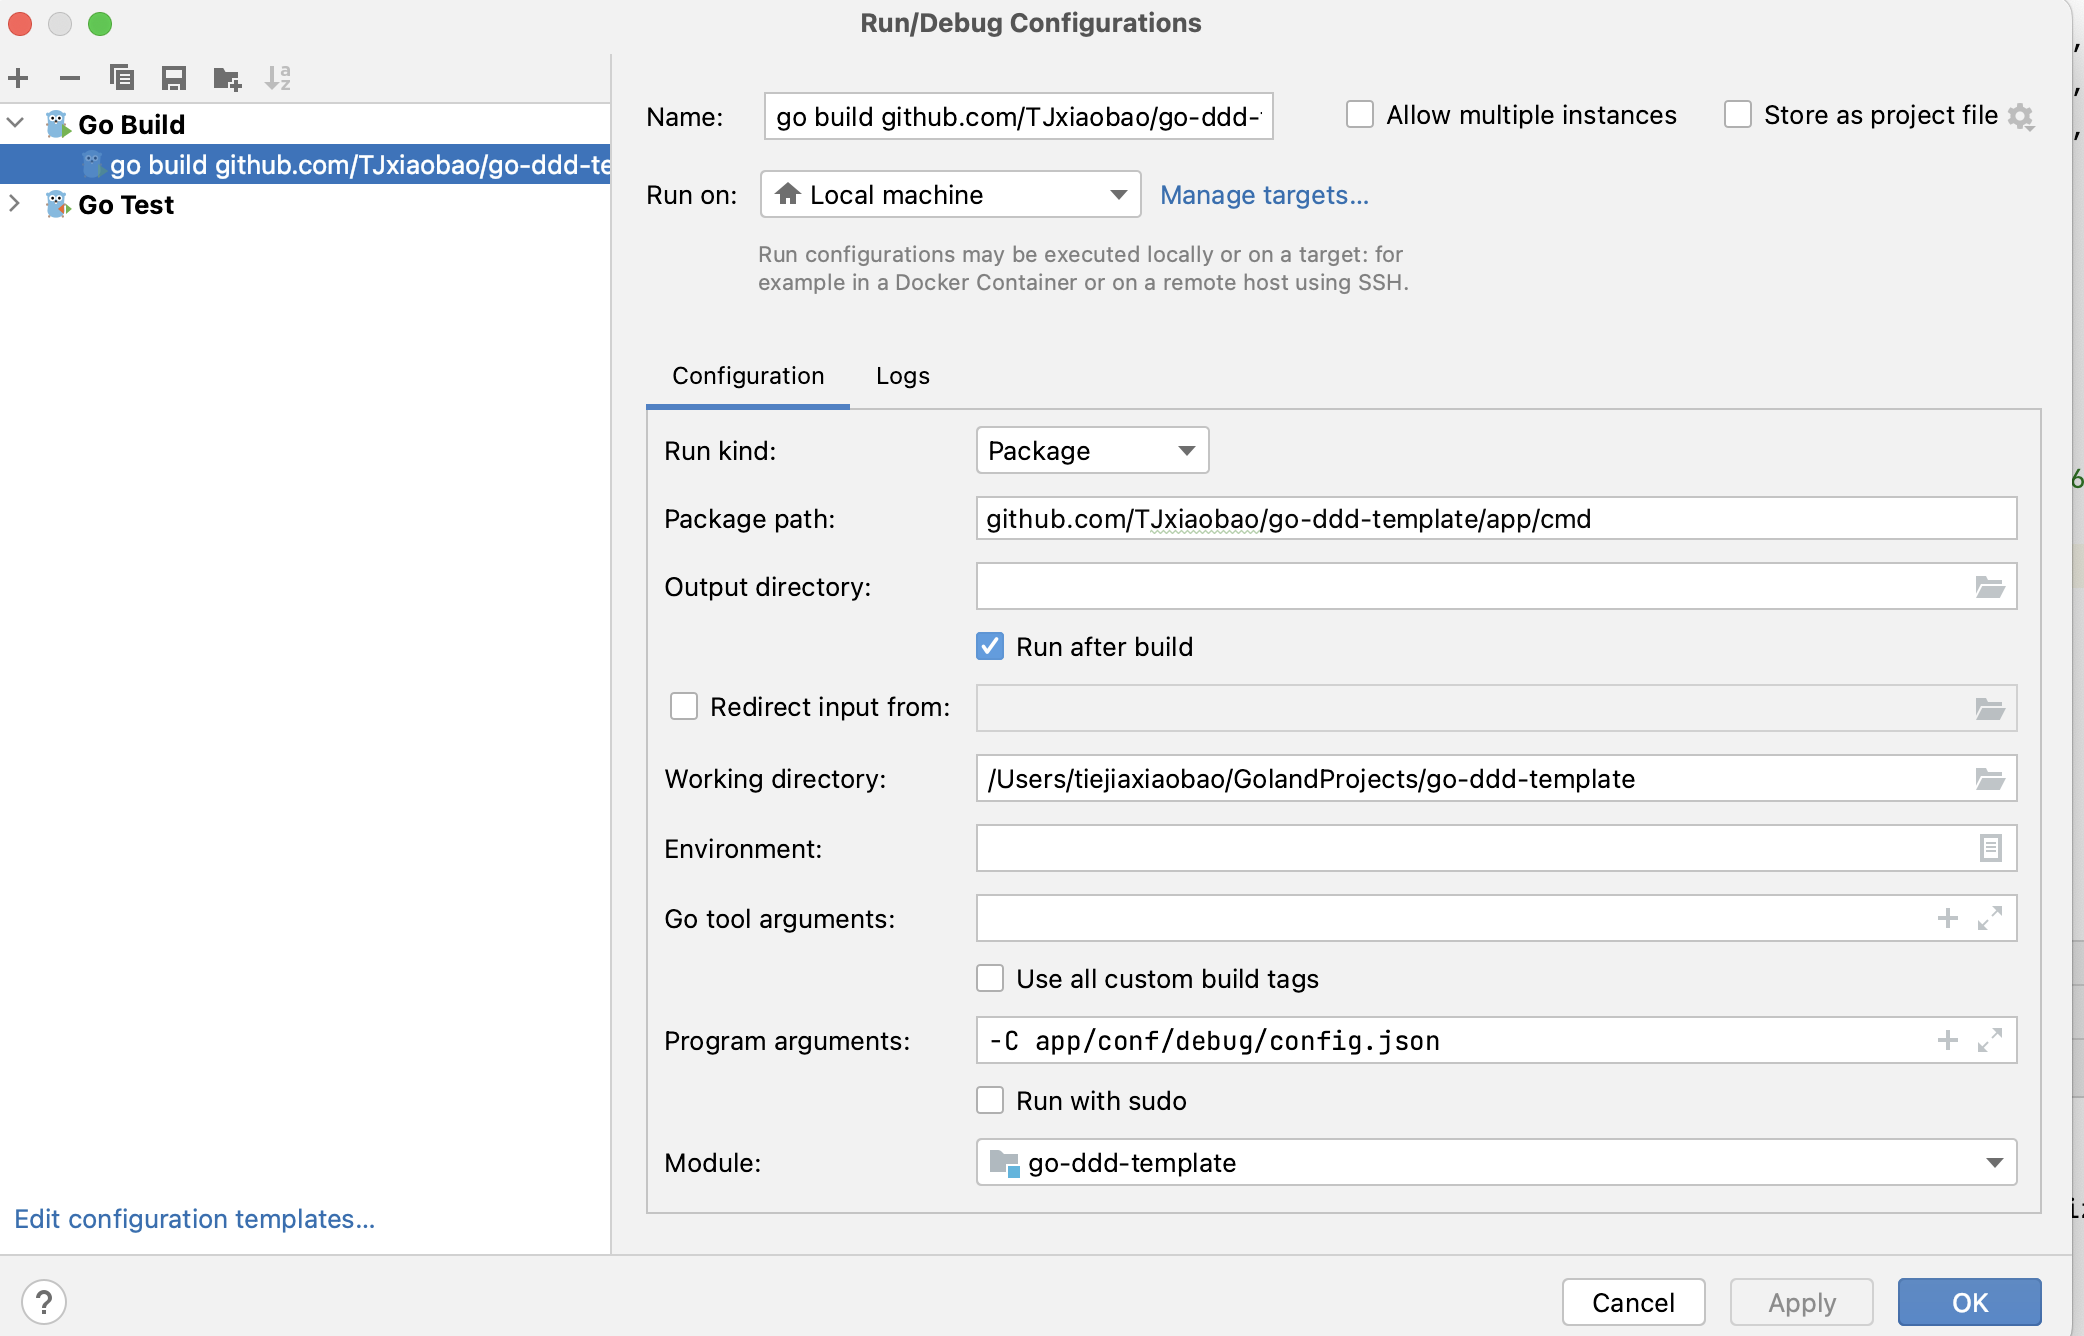 Run/Debug Configurations
Go Build
go build github.com/TJxiaobao/go-ddd-te
Go Test
Edit configuration templates...
Name:
go build github.com/TJxiaobao/go-ddd-
Allow multiple instances
Store as project file
Run on:
Local machine
Manage targets...
Run configurations may be executed locally or on a target: for
example in a Docker Container or on a remote host using SSH.
Configuration
Logs
Run kind:
Package
Package path:
github.com/TJxiaobao/go-ddd-template/app/cmd
Output directory:
Run after build
Redirect input from:
Working directory:
/Users/tiejiaxiaobao/GolandProjects/go-ddd-template
Environment:
Go tool arguments:
Use all custom build tags
Program arguments:
-C app/conf/debug/config.json
Run with sudo
Module:
go-ddd-template
?
Cancel
Apply
OK